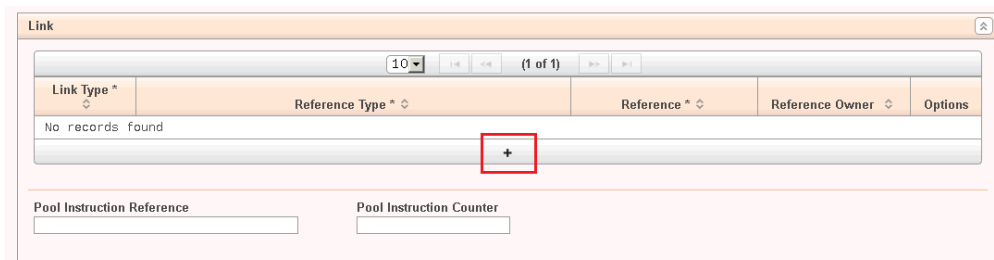 Link
10 (1 of 1)
Link Type * Reference Type * Reference * Reference Owner Options
No records found
+
Pool Instruction Reference Pool Instruction Counter